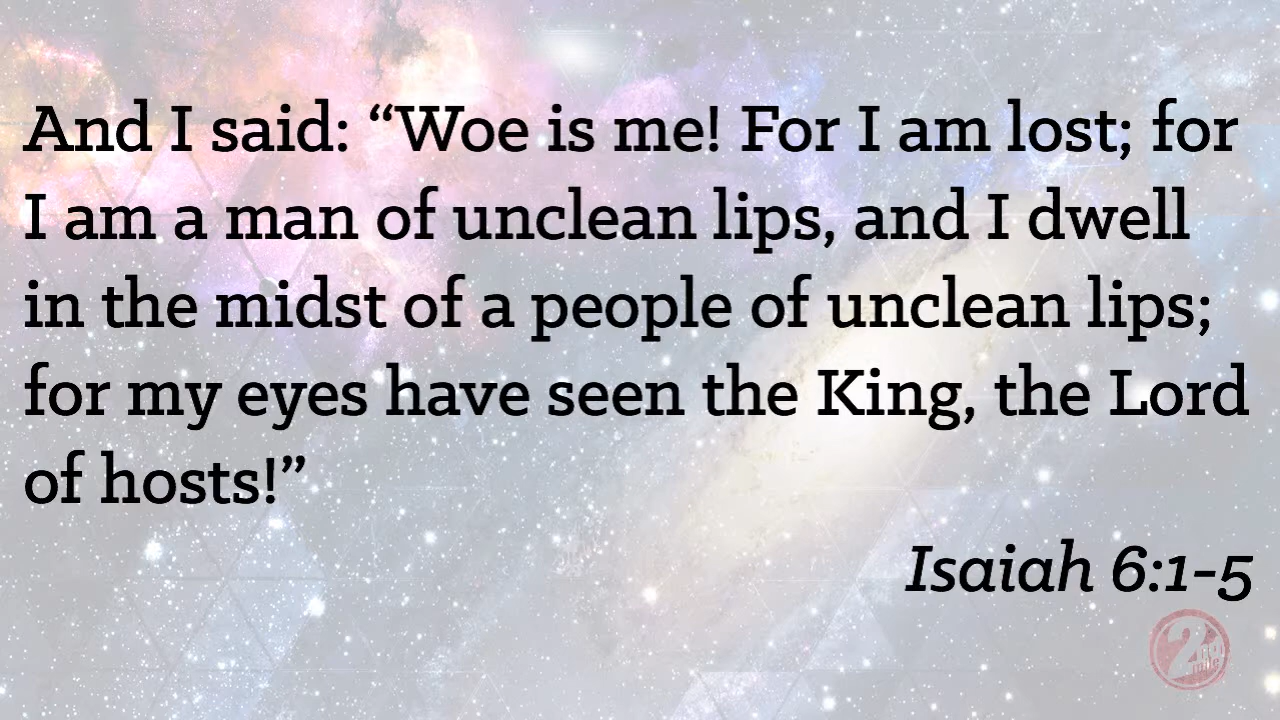 And I said: “Woe is me! For I am lost; for
I am a man of unclean lips, and I dwell
in the midst of a people of unclean lips;
for my eyes have seen the King, the Lord
of hosts!”
Isaiah 6:1-5
2
mile